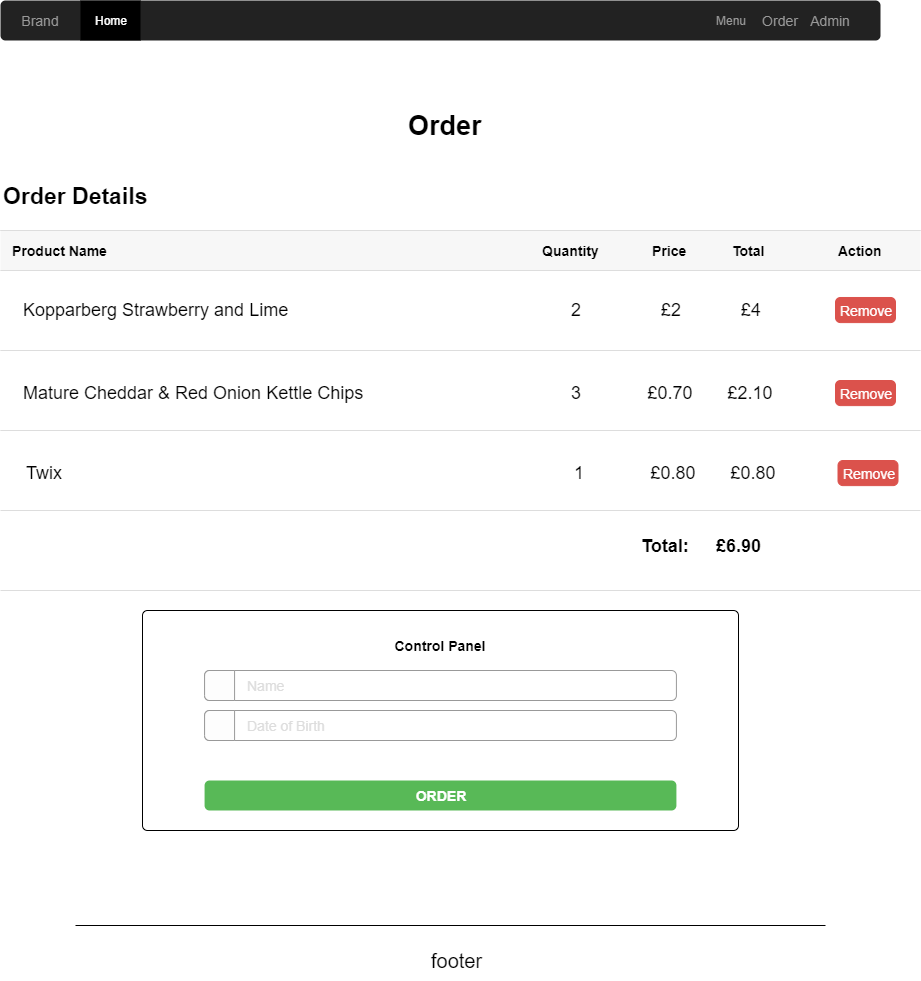 Brand Home Menu Order Admin
Order
Order Details
Product Name Quantity Price Total Action
Kopparberg Strawberry and Lime 2 £2 £4 Remove
Mature Cheddar & Red Onion Kettle Chips 3 £0.70 £2.10 Remove
Twix 1 £0.80 £0.80 Remove
Total: £6.90
Control Panel
Name
Date of Birth
ORDER
footer